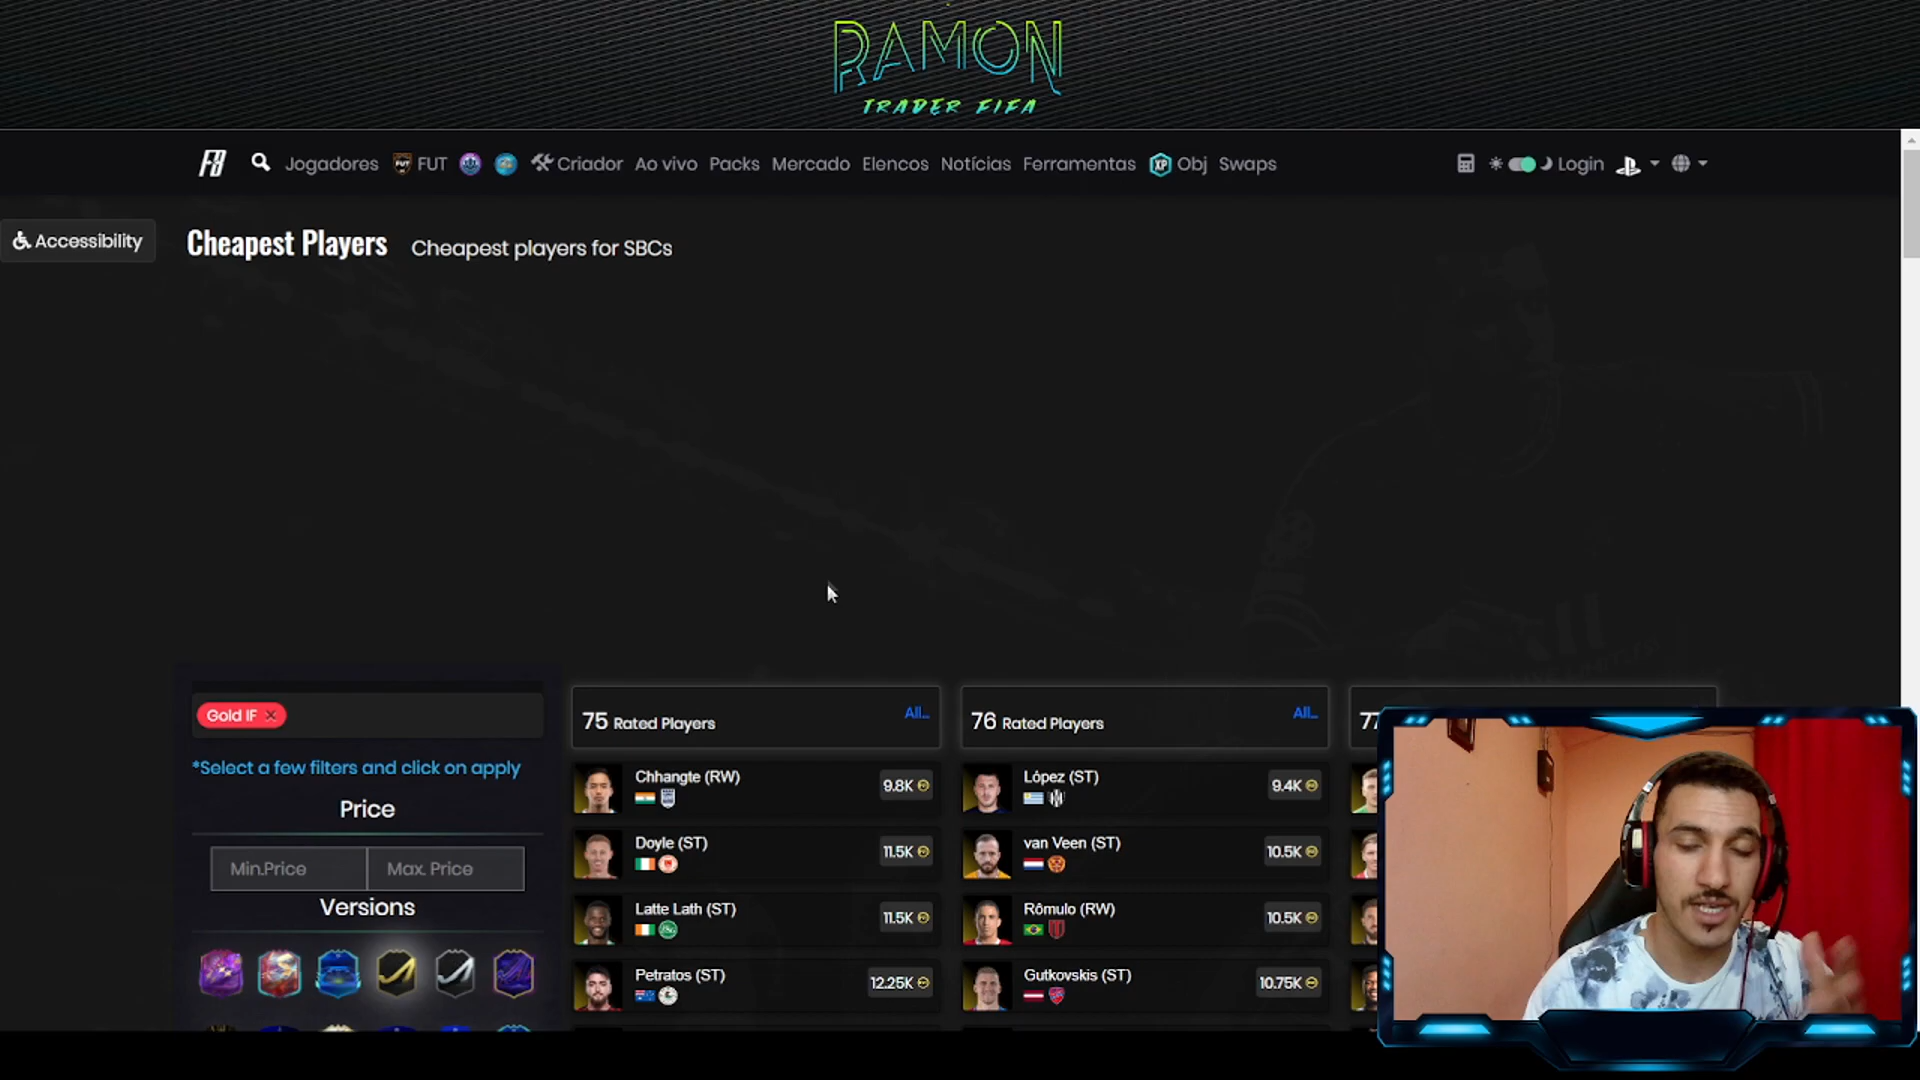 RAMON
TRADER FIFA
Jogadores FUT Criador Ao vivo Packs Mercado Elencos Notícias Ferramentas XP Obj Swaps Login
Accessibility
Cheapest Players Cheapest players for SBCs
Gold IF ×
*Select a few filters and click on apply
Price
Min.Price Max. Price
Versions
75 Rated Players All...
Chhangte (RW) 9.8K
Doyle (ST) 11.5K
Latte Lath (ST) 11.5K
Petratos (ST) 12.25K
76 Rated Players All...
López (ST) 9.4K
van Veen (ST) 10.5K
Rômulo (RW) 10.5K
Gutkovskis (ST) 10.75K